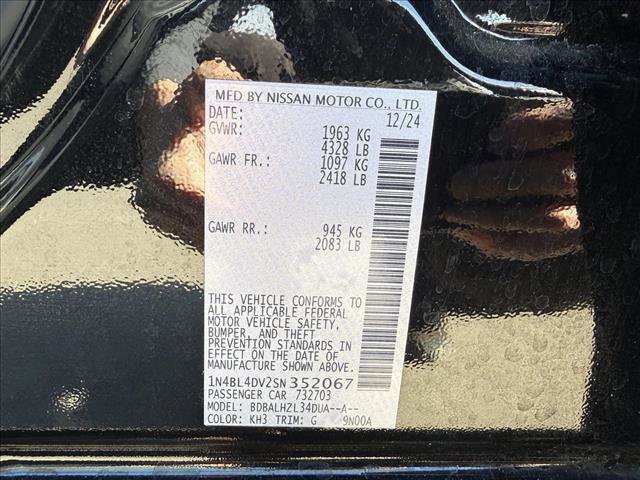 MFD BY NISSAN MOTOR CO., LTD.
DATE: 12/24
GVWR: 1963 KG
4328 LB
GAWR FR.: 1097 KG
2418 LB
GAWR RR.: 945 KG
2083 LB
THIS VEHICLE CONFORMS TO
ALL APPLICABLE FEDERAL
MOTOR VEHICLE SAFETY,
BUMPER, AND THEFT
PREVENTION STANDARDS IN
EFFECT ON THE DATE OF
MANUFACTURE SHOWN ABOVE.
1N4BL4DV2SN352067
PASSENGER CAR 732703
MODEL: BDBALHZL34DUA--A--
COLOR: KH3 TRIM: G 9N00A